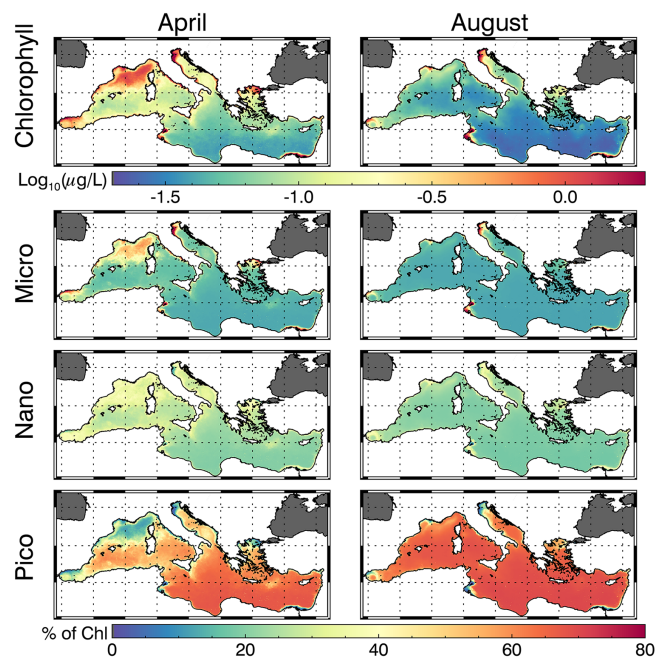 April August
Chlorophyll
Log10(μg/L) -1.5 -1.0 -0.5 0.0
Micro
Nano
Pico
% of Chl
0 20 40 60 80